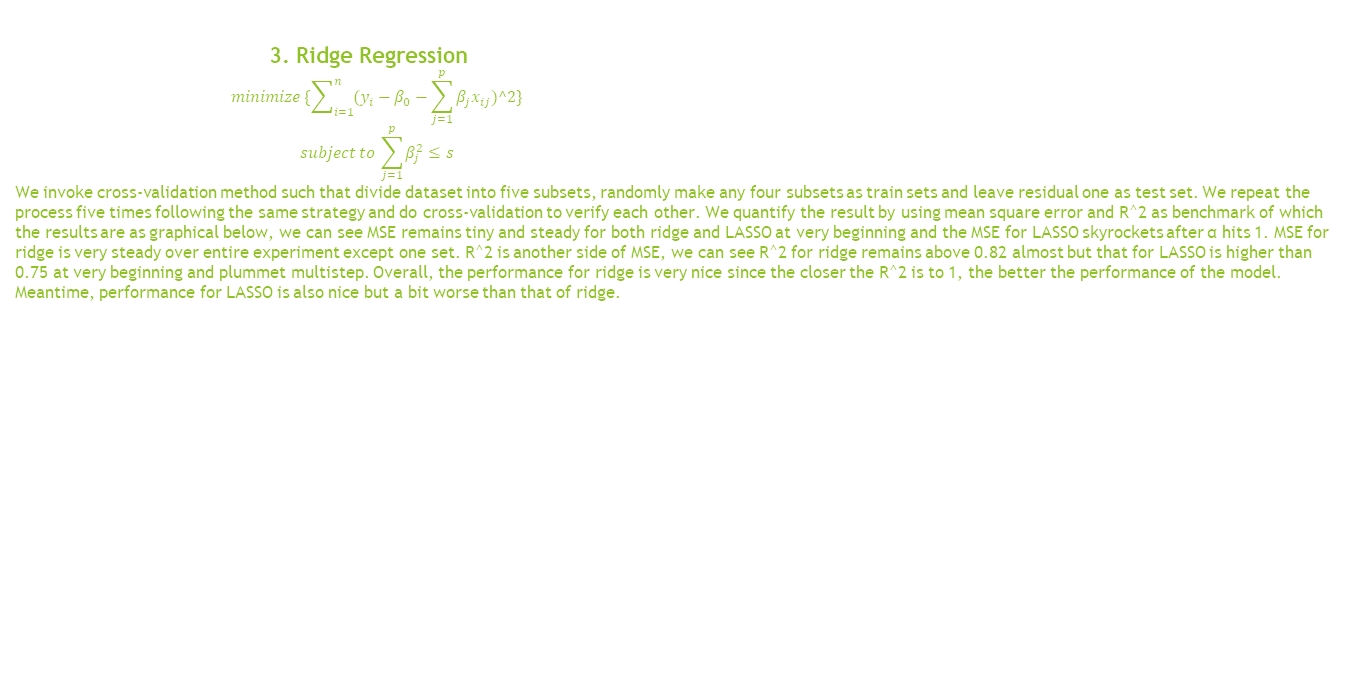 3. Ridge Regression
minimize {∑_{i=1}^{n} (y_i − β_0 − ∑_{j=1}^{p} β_j x_{ij})^2}
subject to ∑_{j=1}^{p} β_j^2 ≤ s
We invoke cross-validation method such that divide dataset into five subsets, randomly make any four subsets as train sets and leave residual one as test set. We repeat the
process five times following the same strategy and do cross-validation to verify each other. We quantify the result by using mean square error and R^2 as benchmark of which
the results are as graphical below, we can see MSE remains tiny and steady for both ridge and LASSO at very beginning and the MSE for LASSO skyrockets after α hits 1. MSE for
ridge is very steady over entire experiment except one set. R^2 is another side of MSE, we can see R^2 for ridge remains above 0.82 almost but that for LASSO is higher than
0.75 at very beginning and plummet multistep. Overall, the performance for ridge is very nice since the closer the R^2 is to 1, the better the performance of the model.
Meantime, performance for LASSO is also nice but a bit worse than that of ridge.